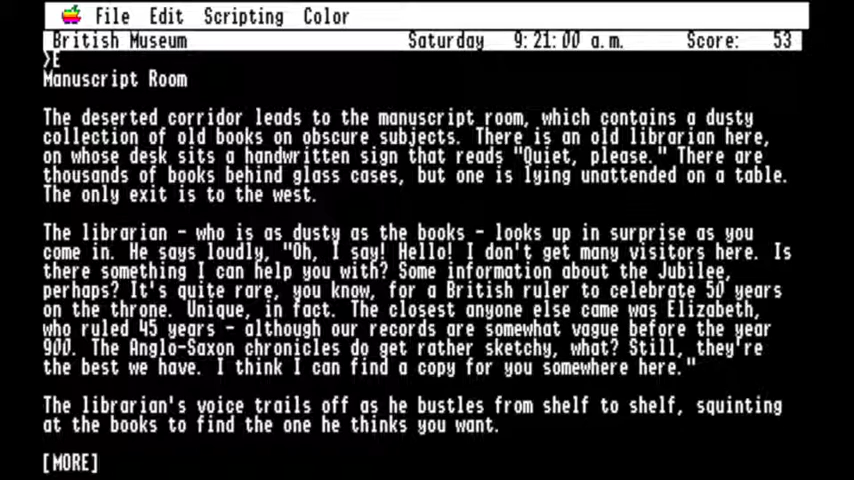 File Edit Scripting Color
British Museum Saturday 9:21:00 a.m. Score: 53
>E
Manuscript Room
The deserted corridor leads to the manuscript room, which contains a dusty
collection of old books on obscure subjects. There is an old librarian here,
on whose desk sits a handwritten sign that reads "Quiet, please." There are
thousands of books behind glass cases, but one is lying unattended on a table.
The only exit is to the west.
The librarian - who is as dusty as the books - looks up in surprise as you
come in. He says loudly, "Oh, I say! Hello! I don't get many visitors here. Is
there something I can help you with? Some information about the Jubilee,
perhaps? It's quite rare, you know, for a British ruler to celebrate 50 years
on the throne. Unique, in fact. The closest anyone else came was Elizabeth,
who ruled 45 years - although our records are somewhat vague before the year
900. The Anglo-Saxon chronicles do get rather sketchy, what? Still, they're
the best we have. I think I can find a copy for you somewhere here."
The librarian's voice trails off as he bustles from shelf to shelf, squinting
at the books to find the one he thinks you want.
[MORE]